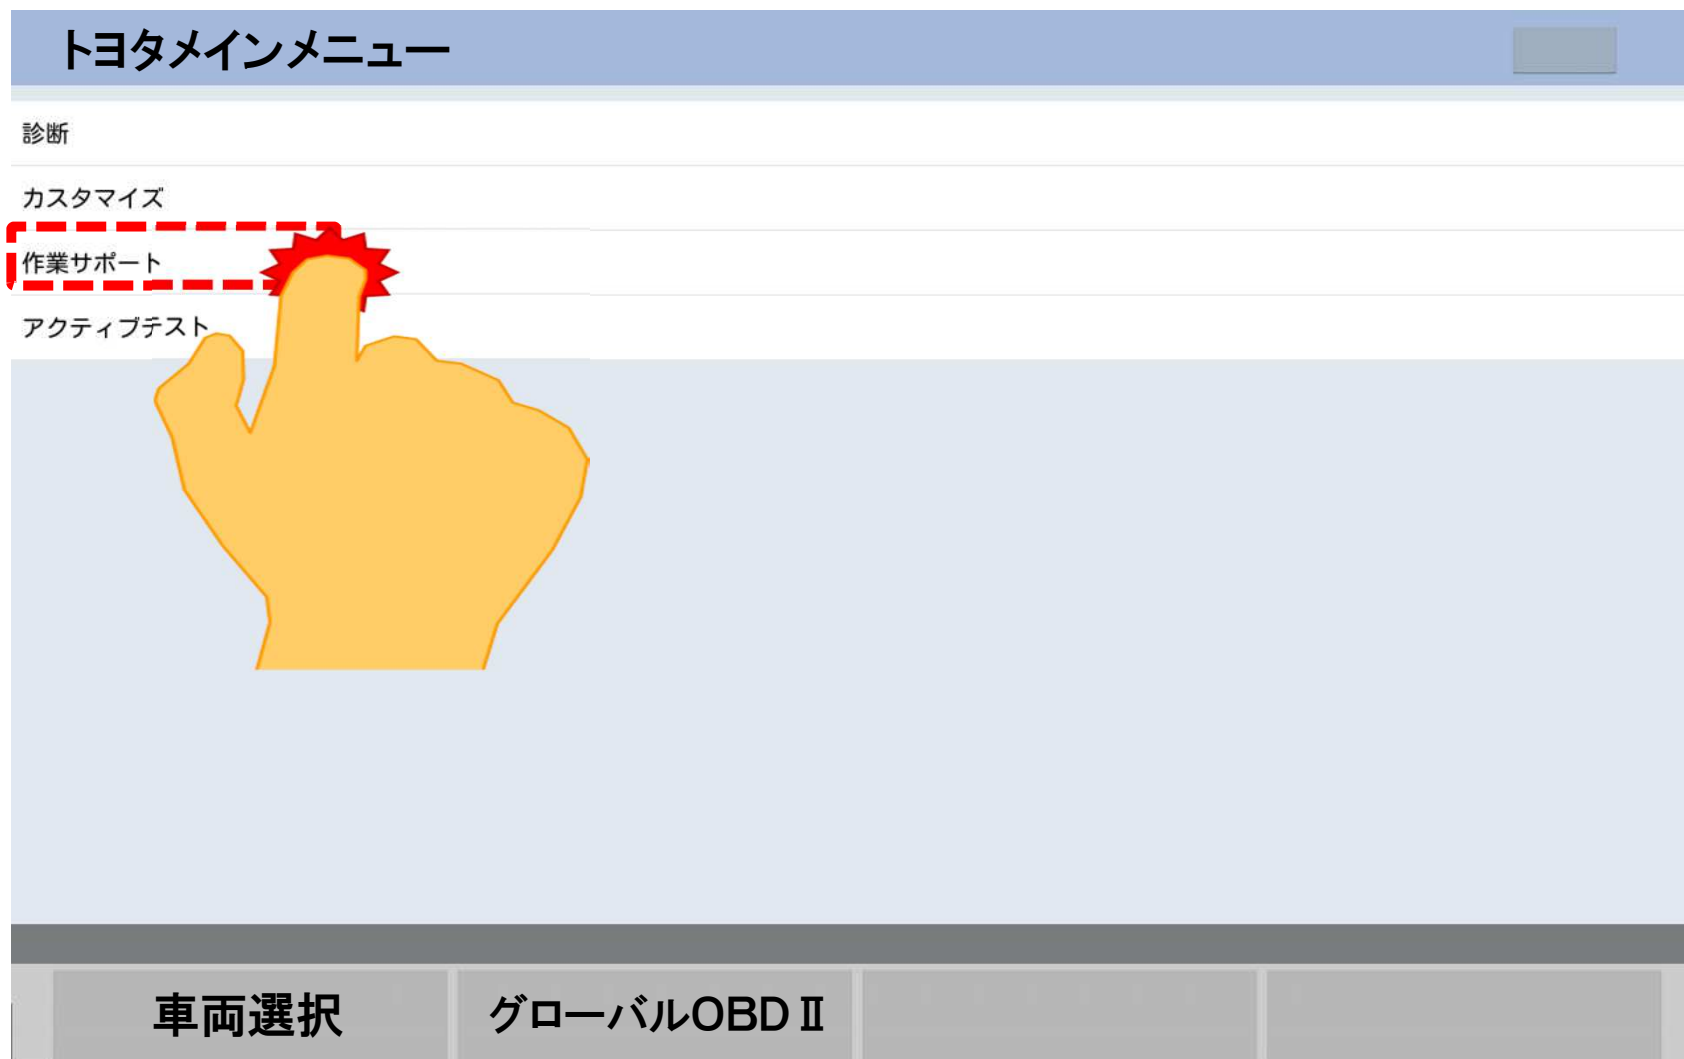 トヨタメインメニュー
診断
カスタマイズ
作業サポート
アクティブテスト
車両選択
グローバルOBDⅡ